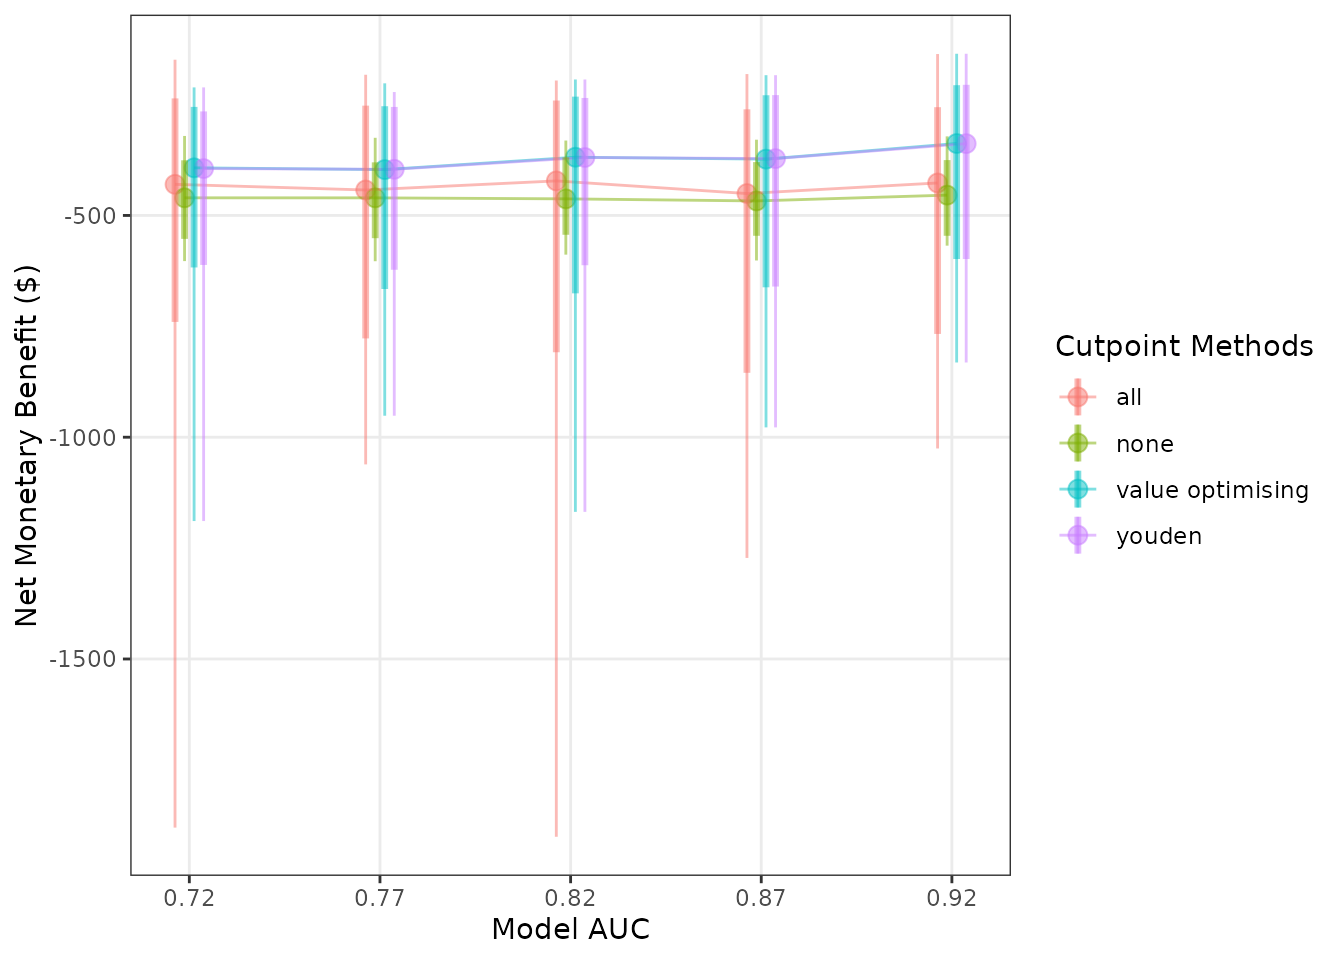 -500
-1000
-1500
Net Monetary Benefit ($)
0.72
0.77
0.82
0.87
0.92
Model AUC
Cutpoint Methods
all
none
value optimising
youden